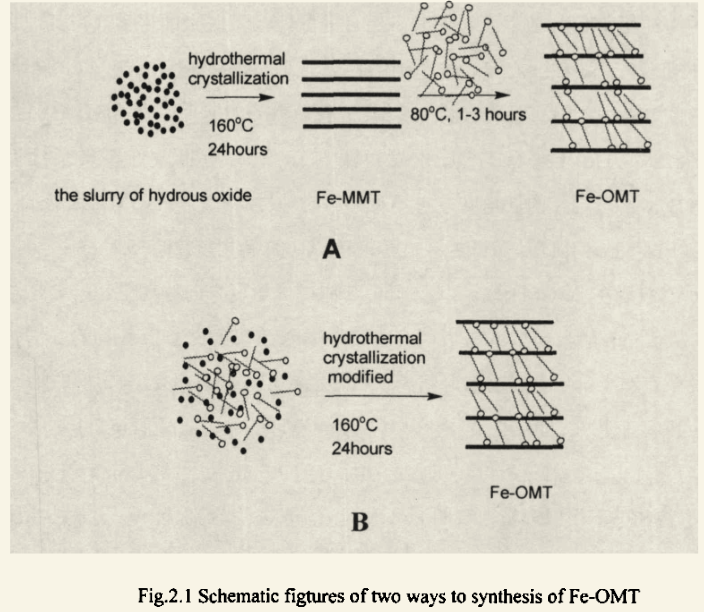 hydrothermal
crystallization
160°C
24hours
80°C, 1-3 hours
the slurry of hydrous oxide
Fe-MMT
Fe-OMT
A
hydrothermal
crystallization
modified
160°C
24hours
Fe-OMT
B
Fig.2.1 Schematic figtures of two ways to synthesis of Fe-OMT